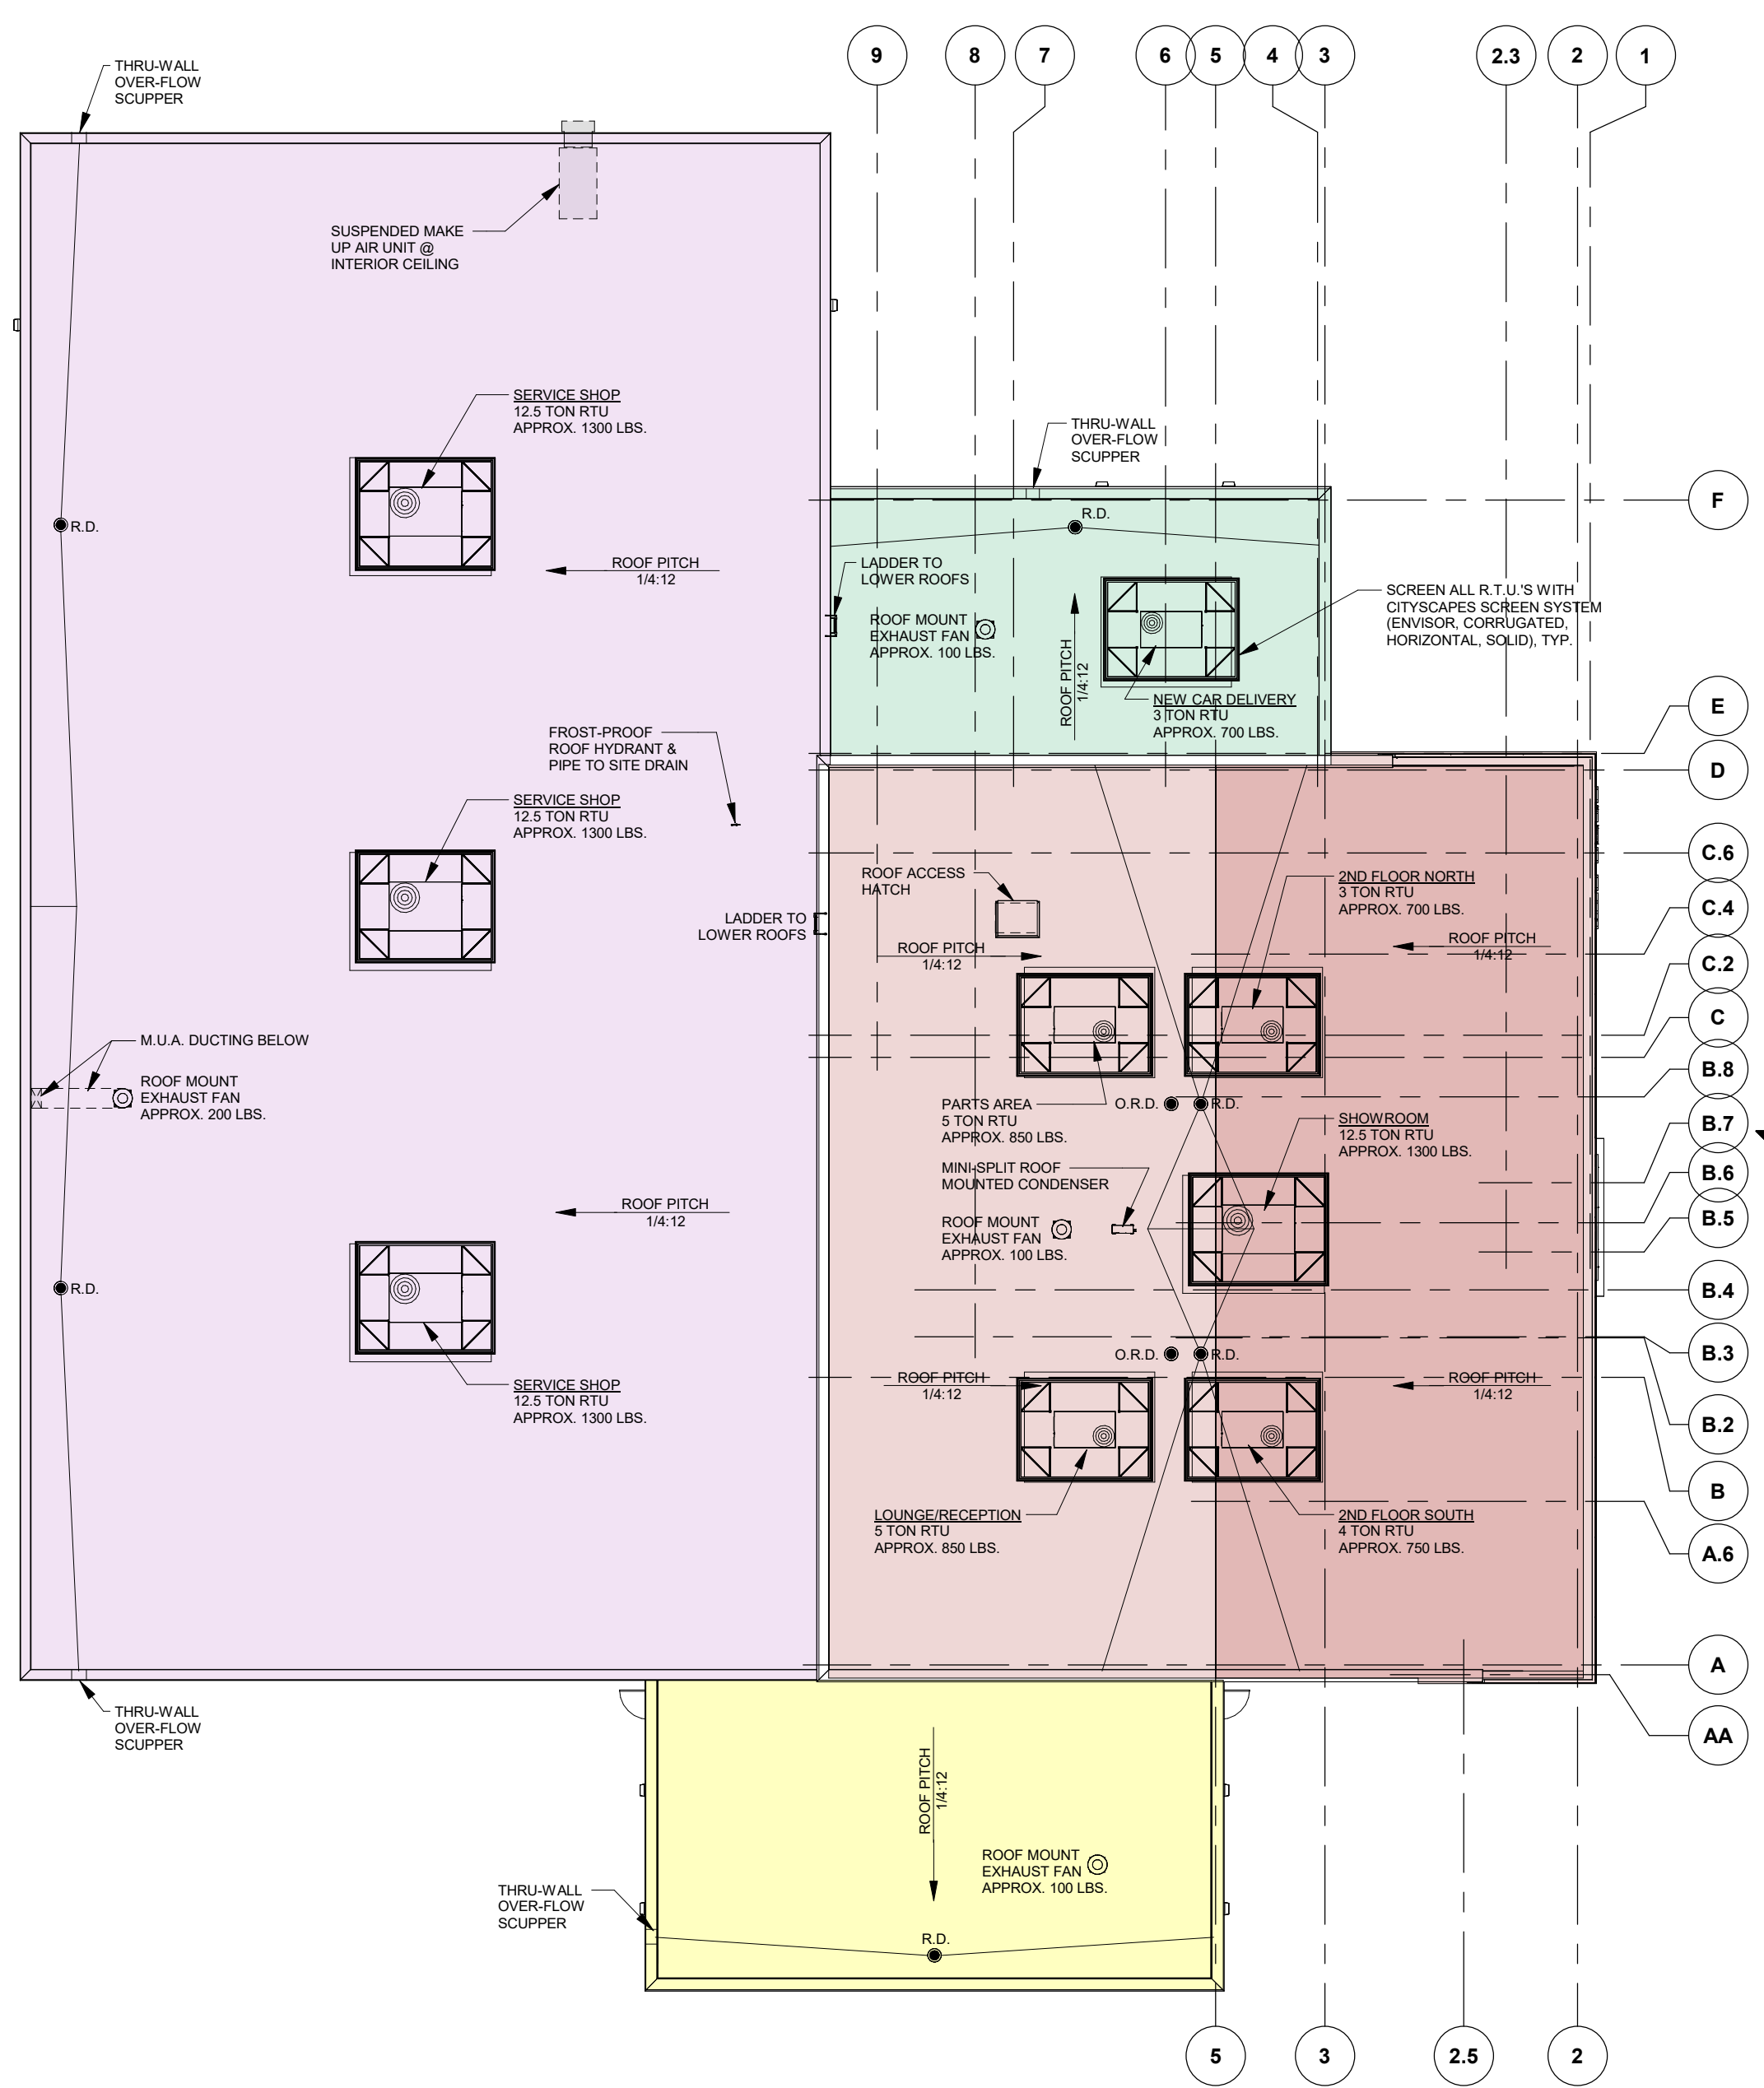 9
8
7
6
5
4
3
2.3
2
1
THRU-WALL
OVER-FLOW
SCUPPER
SUSPENDED MAKE
UP AIR UNIT @
INTERIOR CEILING
SERVICE SHOP
12.5 TON RTU
APPROX. 1300 LBS.
THRU-WALL
OVER-FLOW
SCUPPER
F
R.D.
R.D.
ROOF PITCH
1/4:12
LADDER TO
LOWER ROOFS
ROOF MOUNT
EXHAUST FAN
APPROX. 100 LBS.
ROOF PITCH
1/4:12
SCREEN ALL R.T.U.'S WITH
CITYSCAPES SCREEN SYSTEM
(ENVISOR, CORRUGATED,
HORIZONTAL, SOLID), TYP.
NEW CAR DELIVERY
3 TON RTU
APPROX. 700 LBS.
E
D
FROST-PROOF
ROOF HYDRANT &
PIPE TO SITE DRAIN
SERVICE SHOP
12.5 TON RTU
APPROX. 1300 LBS.
C.6
ROOF ACCESS
HATCH
2ND FLOOR NORTH
3 TON RTU
APPROX. 700 LBS.
C.4
LADDER TO
LOWER ROOFS
ROOF PITCH
1/4:12
ROOF PITCH
1/4:12
C.2
C
M.U.A. DUCTING BELOW
ROOF MOUNT
EXHAUST FAN
APPROX. 200 LBS.
B.8
PARTS AREA
5 TON RTU
APPROX. 850 LBS.
O.R.D.
R.D.
SHOWROOM
12.5 TON RTU
APPROX. 1300 LBS.
B.7
MINI-SPLIT ROOF
MOUNTED CONDENSER
B.6
ROOF PITCH
1/4:12
ROOF MOUNT
EXHAUST FAN
APPROX. 100 LBS.
B.5
R.D.
B.4
O.R.D.
R.D.
B.3
SERVICE SHOP
12.5 TON RTU
APPROX. 1300 LBS.
ROOF PITCH
1/4:12
ROOF PITCH
1/4:12
B.2
B
LOUNGE/RECEPTION
5 TON RTU
APPROX. 850 LBS.
2ND FLOOR SOUTH
4 TON RTU
APPROX. 750 LBS.
A.6
A
THRU-WALL
OVER-FLOW
SCUPPER
AA
ROOF PITCH
1/4:12
ROOF MOUNT
EXHAUST FAN
APPROX. 100 LBS.
THRU-WALL
OVER-FLOW
SCUPPER
R.D.
5
3
2.5
2